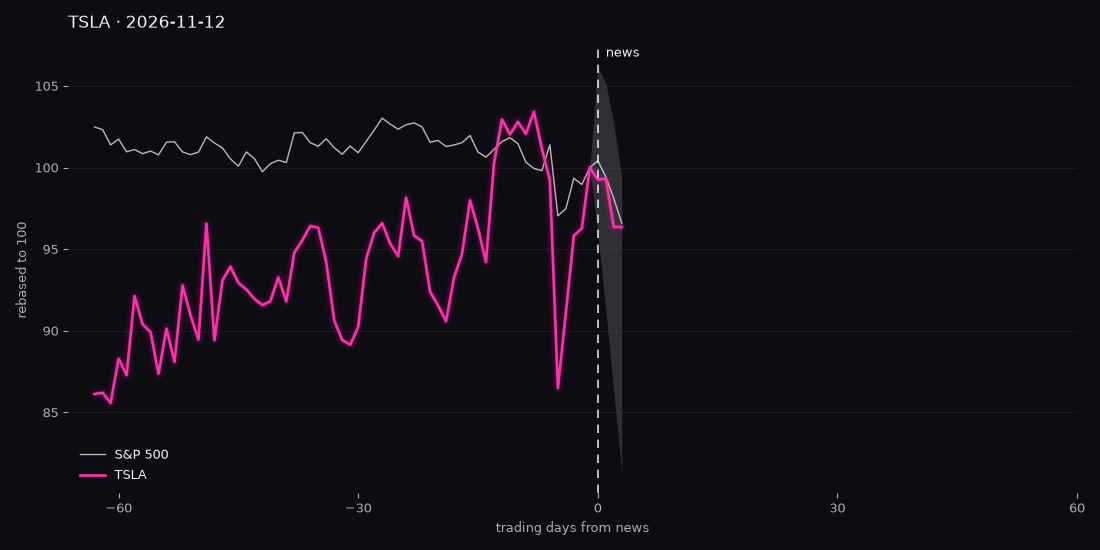 TSLA · 2026-11-12
news
105
100
95
90
85
rebased to 100
S&P 500
TSLA
−60
−30
0
30
60
trading days from news